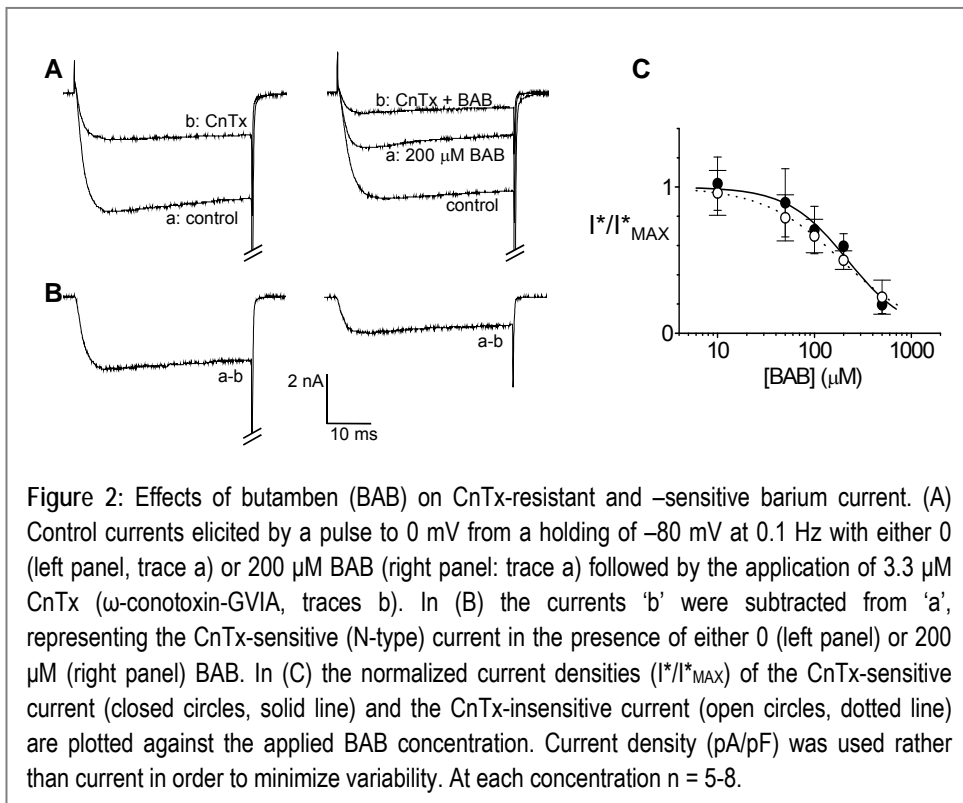 A
b: CnTx
a: control
b: CnTx + BAB
a: 200 μM BAB
control
B
a-b
a-b
2 nA
10 ms
C
I*/I*MAX
1
0
10
100
1000
[BAB] (μM)
Figure 2: Effects of butamben (BAB) on CnTx-resistant and –sensitive barium current. (A)
Control currents elicited by a pulse to 0 mV from a holding of –80 mV at 0.1 Hz with either 0
(left panel, trace a) or 200 µM BAB (right panel: trace a) followed by the application of 3.3 µM
CnTx (ω-conotoxin-GVIA, traces b). In (B) the currents ‘b’ were subtracted from ‘a’,
representing the CnTx-sensitive (N-type) current in the presence of either 0 (left panel) or 200
µM (right panel) BAB. In (C) the normalized current densities (I*/I*MAX) of the CnTx-sensitive
current (closed circles, solid line) and the CnTx-insensitive current (open circles, dotted line)
are plotted against the applied BAB concentration. Current density (pA/pF) was used rather
than current in order to minimize variability. At each concentration n = 5-8.